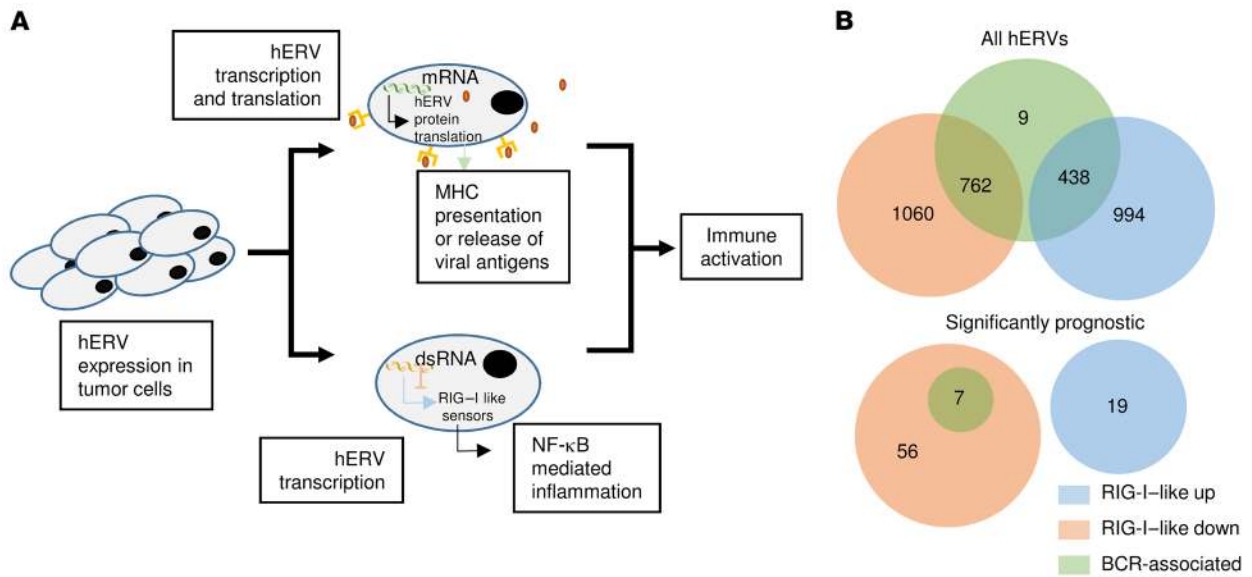 A
hERV
transcription
and translation
mRNA
hERV
protein
translation
MHC
presentation
or release of
viral antigens
Immune
activation
hERV
expression in
tumor cells
dsRNA
RIG–I like
sensors
hERV
transcription
NF-κB
mediated
inflammation
B
All hERVs
9
762
438
1060
994
Significantly prognostic
7
56
19
RIG-I–like up
RIG-I–like down
BCR-associated